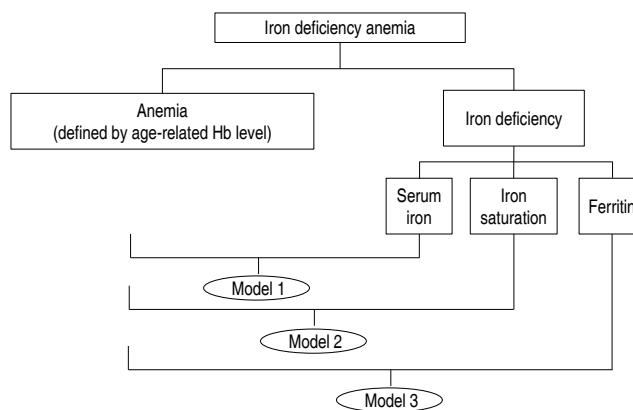 Iron deficiency anemia
Anemia
(defined by age-related Hb level)
Iron deficiency
Serum
iron
Iron
saturation
Ferritin
Model 1
Model 2
Model 3